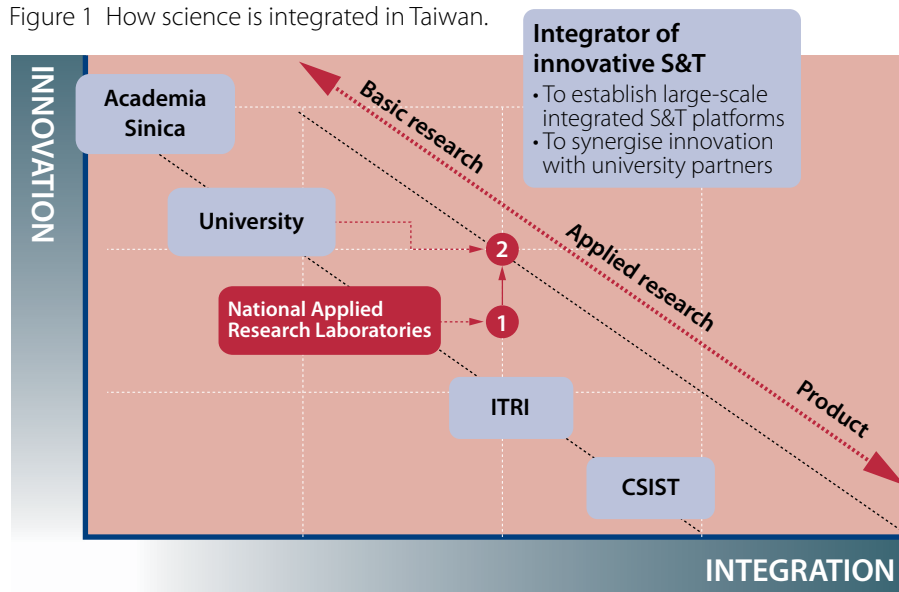 Figure 1 How science is integrated in Taiwan.
Integrator of
innovative S&T
• To establish large-scale
integrated S&T platforms
• To synergise innovation
with university partners
INNOVATION
Academia
Sinica
Basic research
University
2
Applied research
National Applied
Research Laboratories
1
Product
ITRI
CSIST
INTEGRATION